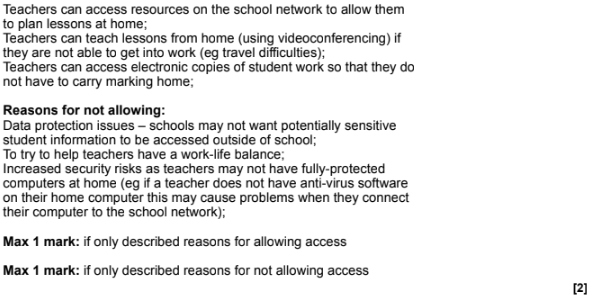 Teachers can access resources on the school network to allow them
to plan lessons at home;
Teachers can teach lessons from home (using videoconferencing) if
they are not able to get into work (eg travel difficulties);
Teachers can access electronic copies of student work so that they do
not have to carry marking home;
Reasons for not allowing:
Data protection issues – schools may not want potentially sensitive
student information to be accessed outside of school;
To try to help teachers have a work-life balance;
Increased security risks as teachers may not have fully-protected
computers at home (eg if a teacher does not have anti-virus software
on their home computer this may cause problems when they connect
their computer to the school network);
Max 1 mark: if only described reasons for allowing access
Max 1 mark: if only described reasons for not allowing access
[2]